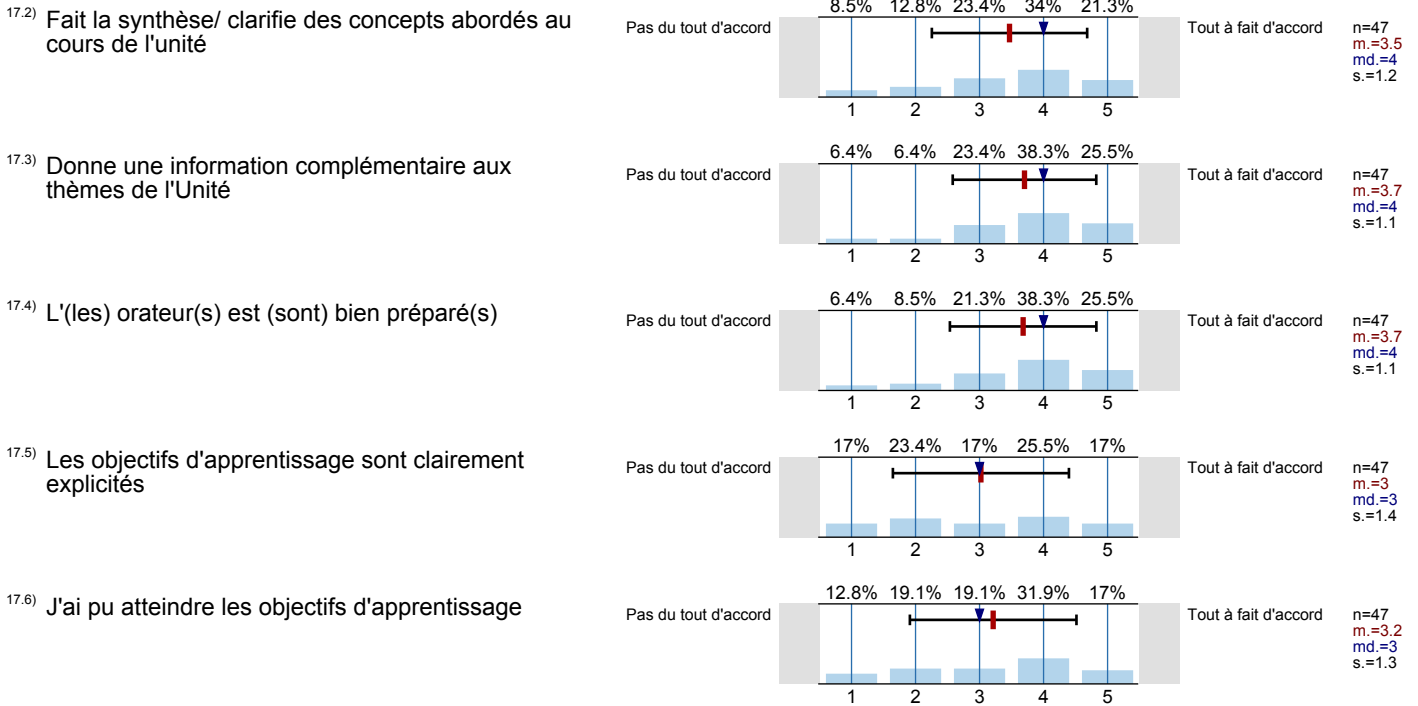 17.2) Fait la synthèse/ clarifie des concepts abordés au
cours de l'unité
8.5% 12.8% 23.4% 34% 21.3%
Pas du tout d'accord
Tout à fait d'accord
n=47
m.=3.5
md.=4
s.=1.2
1 2 3 4 5
17.3) Donne une information complémentaire aux
thèmes de l'Unité
6.4% 6.4% 23.4% 38.3% 25.5%
Pas du tout d'accord
Tout à fait d'accord
n=47
m.=3.7
md.=4
s.=1.1
1 2 3 4 5
17.4) L'(les) orateur(s) est (sont) bien préparé(s)
6.4% 8.5% 21.3% 38.3% 25.5%
Pas du tout d'accord
Tout à fait d'accord
n=47
m.=3.7
md.=4
s.=1.1
1 2 3 4 5
17.5) Les objectifs d'apprentissage sont clairement
explicités
17% 23.4% 17% 25.5% 17%
Pas du tout d'accord
Tout à fait d'accord
n=47
m.=3
md.=3
s.=1.4
1 2 3 4 5
17.6) J'ai pu atteindre les objectifs d'apprentissage
12.8% 19.1% 19.1% 31.9% 17%
Pas du tout d'accord
Tout à fait d'accord
n=47
m.=3.2
md.=3
s.=1.3
1 2 3 4 5